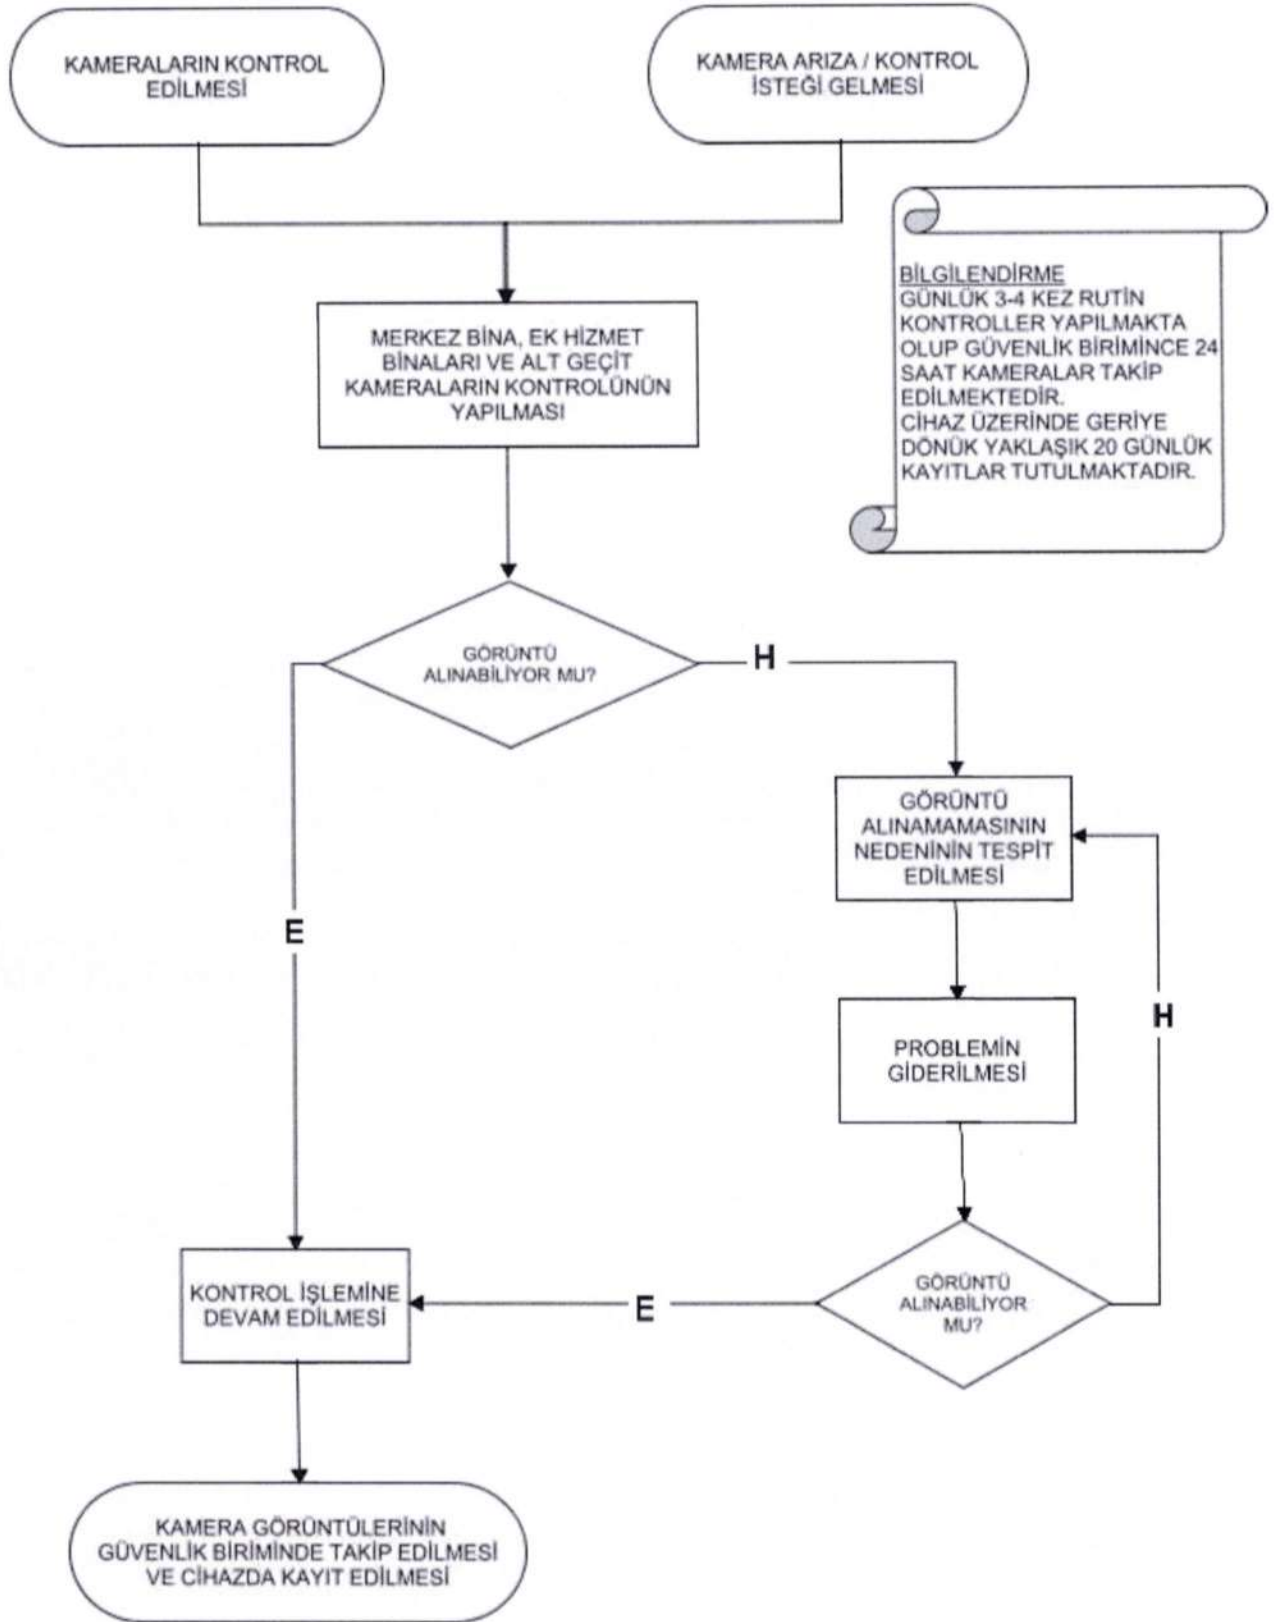 KAMERALARIN KONTROL
EDİLMESİ
KAMERA ARIZA / KONTROL
İSTEĞİ GELMESİ
BİLGİLENDİRME
GÜNLÜK 3-4 KEZ RUTİN
KONTROLLER YAPILMAKTA
OLUP GÜVENLİK BİRİMİNCE 24
SAAT KAMERALAR TAKİP
EDİLMEKTEDİR.
CİHAZ ÜZERİNDE GERİYE
DÖNÜK YAKLAŞIK 20 GÜNLÜK
KAYITLAR TUTULMAKTADIR.
MERKEZ BİNA, EK HİZMET
BİNALARI VE ALT GEÇİT
KAMERALARIN KONTROLÜNÜN
YAPILMASI
GÖRÜNTÜ
ALINABİLİYOR MU?
H
GÖRÜNTÜ
ALINAMAMASININ
NEDENİNİN TESPİT
EDİLMESİ
E
H
PROBLEMİN
GİDERİLMESİ
GÖRÜNTÜ
ALINABİLİYOR
MU?
E
KONTROL İŞLEMİNE
DEVAM EDİLMESİ
KAMERA GÖRÜNTÜLERİNİN
GÜVENLİK BİRİMİNDE TAKİP EDİLMESİ
VE CİHAZDA KAYIT EDİLMESİ